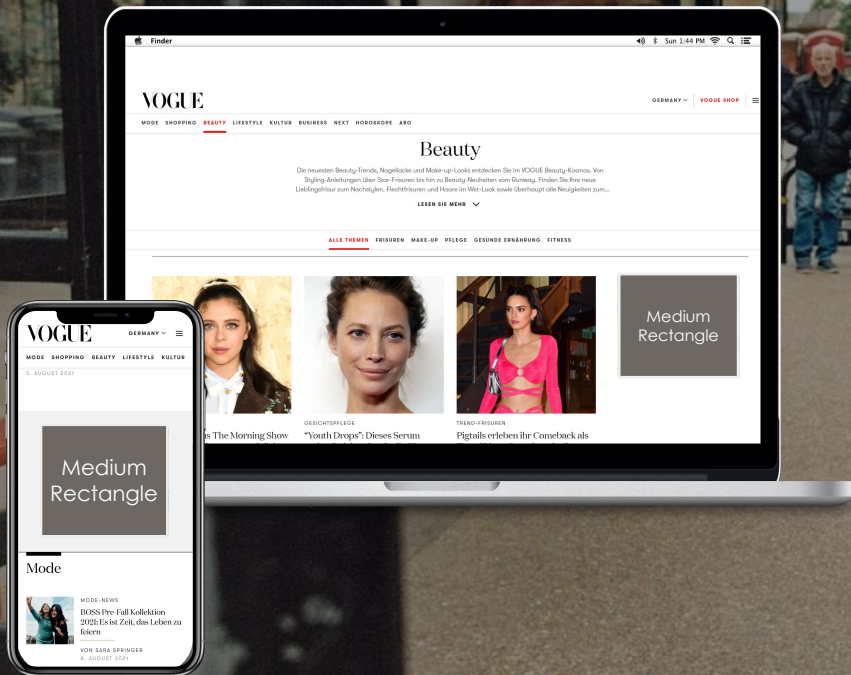 Finder
Sun 1:44 PM
VOGUE
GERMANY
VOGUE SHOP
MODE SHOPPING BEAUTY LIFESTYLE KULTUR BUSINESS NEXT HOROSKOPE ABO
Beauty
Die neuesten Beauty-Trends, Nagellacke und Make-up-Looks entdecken Sie im VOGUE Beauty-Kosmos. Von
Styling-Anleitungen über Star-Frisuren bis hin zu Beauty-Neuheiten vom Runway. Finden Sie Ihre neue
Lieblingsfrisur zum Nachstylen. Flechtfrisuren und Haare im Wet-Look sowie überhaupt alle Neuigkeiten zum...
LESEN SIE MEHR
ALLE THEMEN FRISUREN MAKE-UP PFLEGE GESUNDE ERNÄHRUNG FITNESS
Medium
Rectangle
The Morning Show
GESICHTSPFLEGE
"Youth Drops": Dieses Serum
TREND-FRISUREN
Pigtails erleben ihr Comeback als
VOGUE
GERMANY
MODE SHOPPING BEAUTY LIFESTYLE KULTUR
5. AUGUST 2021
Medium
Rectangle
Mode
MODE-NEWS
BOSS Pre-Fall Kollektion
2021: Es ist Zeit, das Leben zu
feiern
VON SARA SPRINGER
6. AUGUST 2021